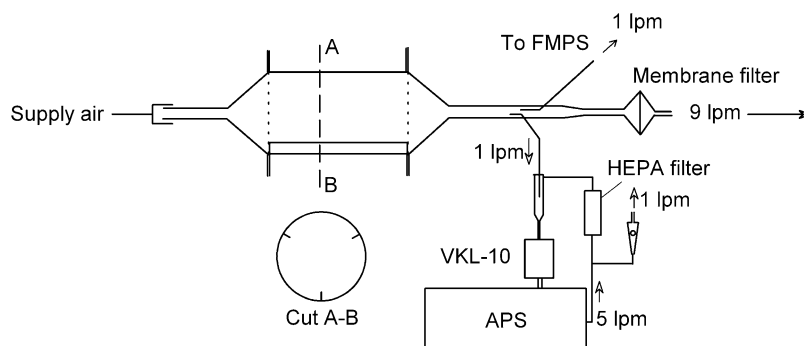 1 lpm
A
To FMPS
Membrane filter
Supply air
9 lpm
1 lpm
HEPA filter
B
1 lpm
VKL-10
Cut A-B
APS
5 lpm